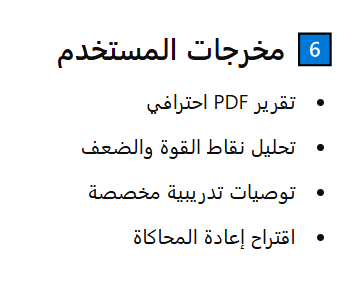 6 مخرجات المستخدم
• تقرير PDF احترافي
• تحليل نقاط القوة والضعف
• توصيات تدريبية مخصصة
• اقتراح إعادة المحاكاة